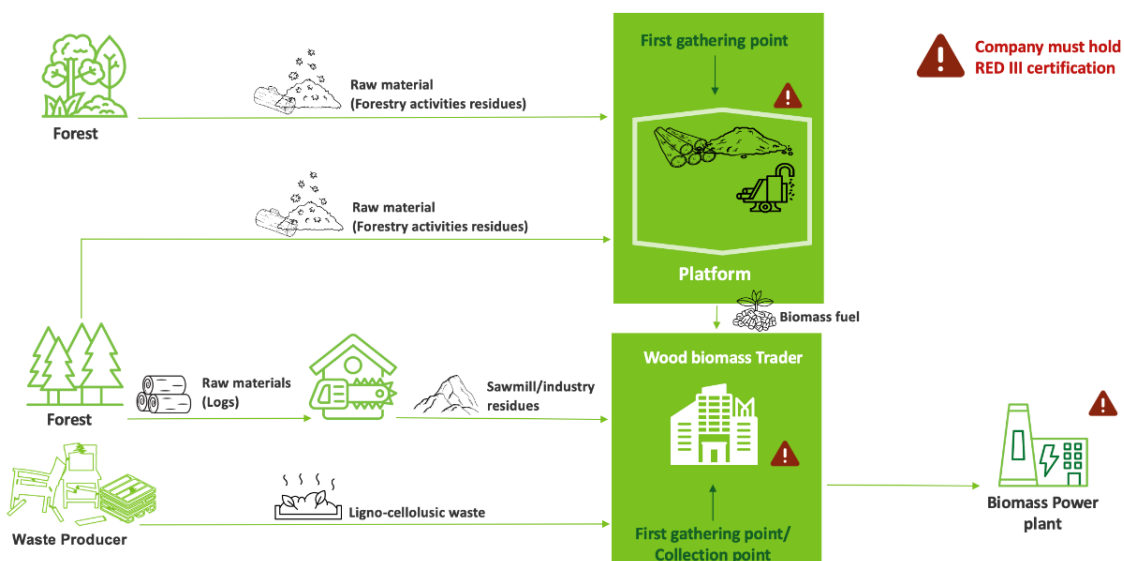 First gathering point
Company must hold
RED III certification
Raw material
(Forestry activities residues)
Forest
Raw material
(Forestry activities residues)
Platform
Biomass fuel
Wood biomass Trader
Raw materials
(Logs)
Sawmill/industry
residues
Forest
Ligno-cellolusic waste
Biomass Power
plant
Waste Producer
First gathering point/
Collection point